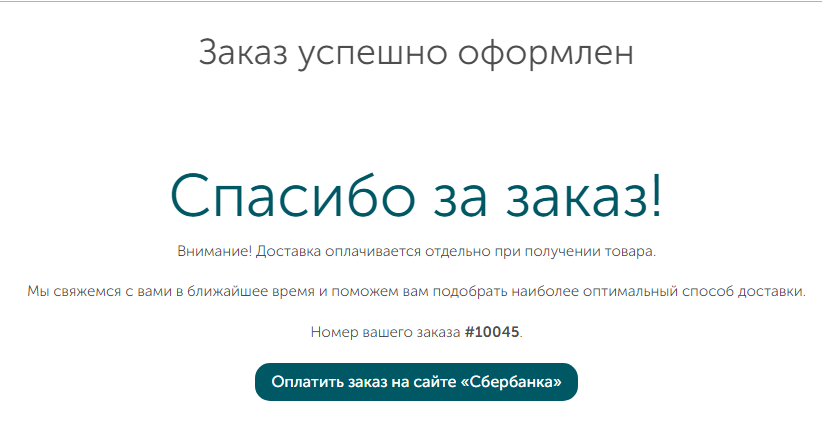 Заказ успешно оформлен
Спасибо за заказ!
Внимание! Доставка оплачивается отдельно при получении товара.
Мы свяжемся с вами в ближайшее время и поможем вам подобрать наиболее оптимальный способ доставки.
Номер вашего заказа #10045.
Оплатить заказ на сайте «Сбербанка»